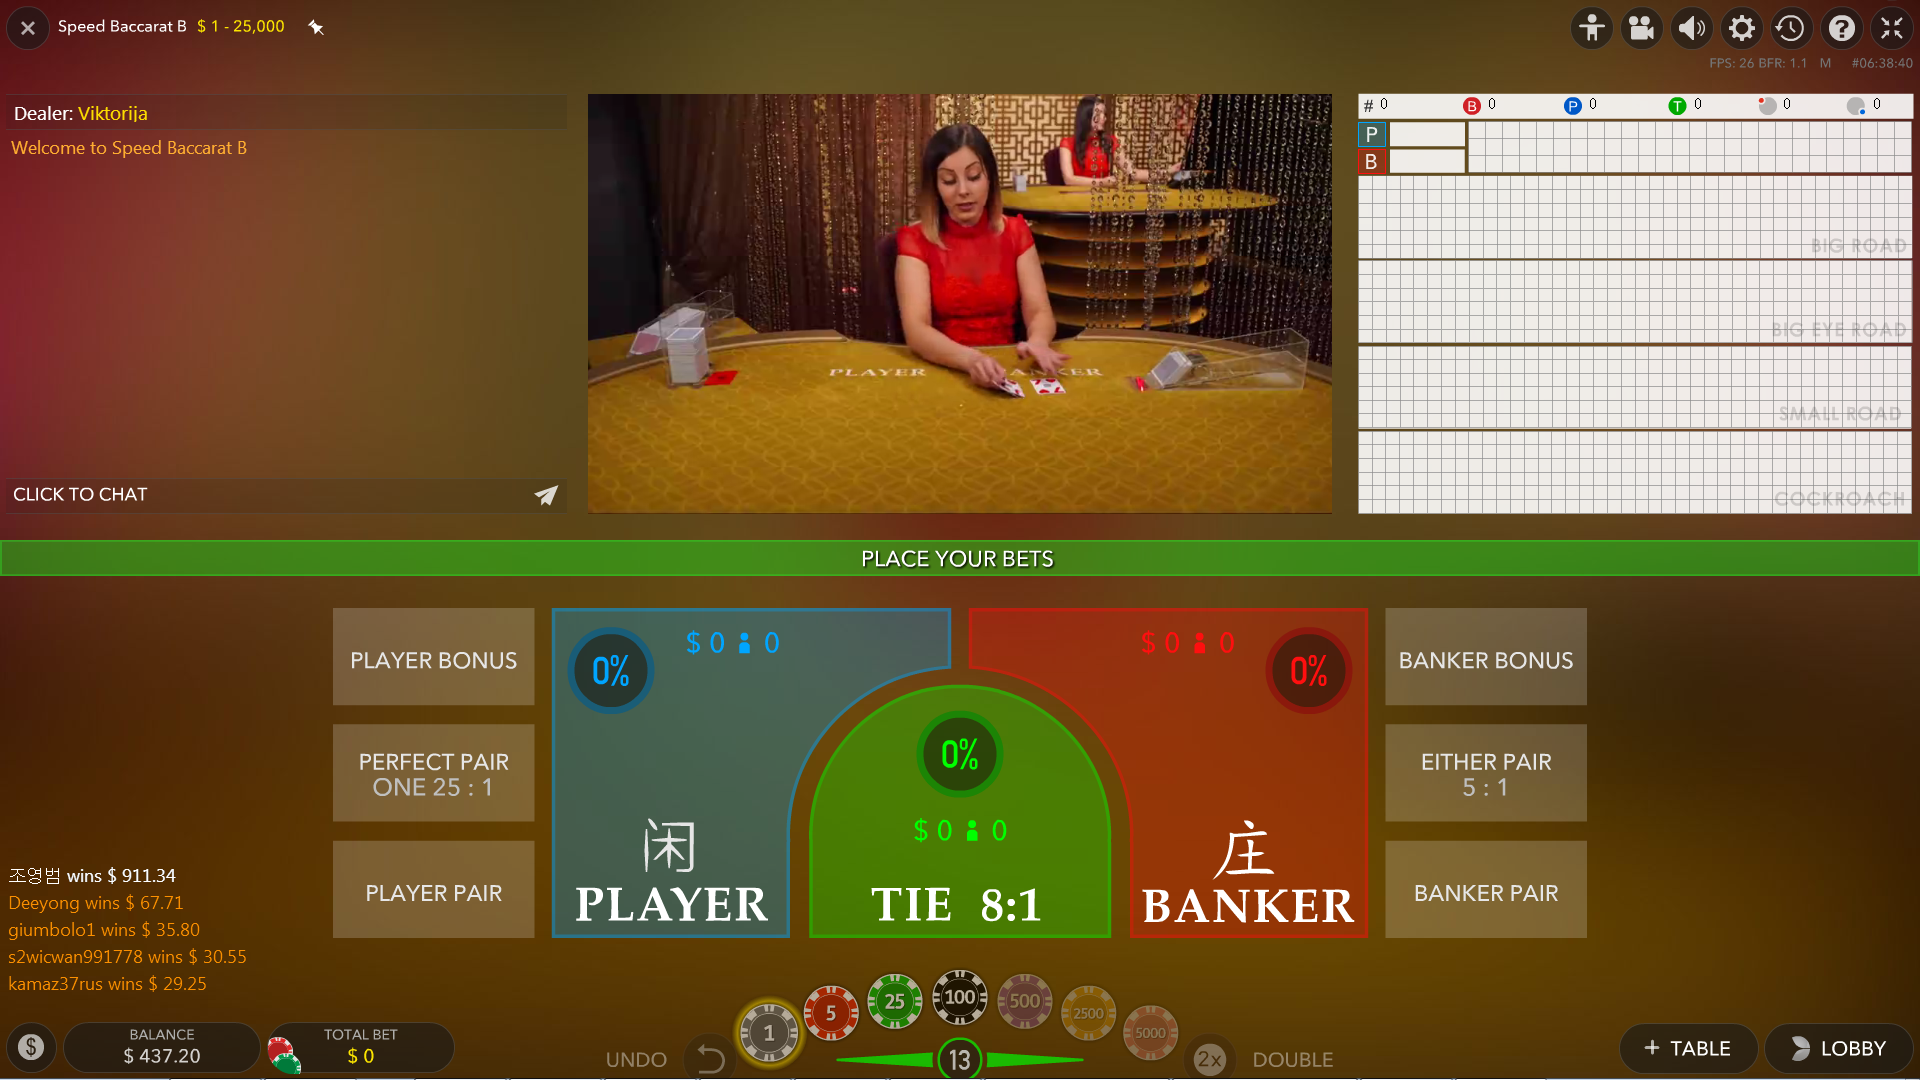 Speed Baccarat B $ 1 - 25,000
FPS: 26 BFR: 1.1 M #06:38:40
Dealer: Viktorija
Welcome to Speed Baccarat B
CLICK TO CHAT
PLAYER BANKER
# 0 B 0 P 0 T 0 0 0
P
B
BIG ROAD
BIG EYE ROAD
SMALL ROAD
COCKROACH
PLACE YOUR BETS
PLAYER BONUS
PERFECT PAIR
ONE 25 : 1
PLAYER PAIR
0% $ 0 0
闲
PLAYER
0%
$ 0 0
TIE 8:1
$ 0 0 0%
庄
BANKER
BANKER BONUS
EITHER PAIR
5 : 1
BANKER PAIR
조영범 wins $ 911.34
Deeyong wins $ 67.71
giumbolo1 wins $ 35.80
s2wicwan991778 wins $ 30.55
kamaz37rus wins $ 29.25
$
BALANCE
$ 437.20
TOTAL BET
$ 0
UNDO
1 5 25 100 500 2500 5000
13
2x DOUBLE
+ TABLE
LOBBY